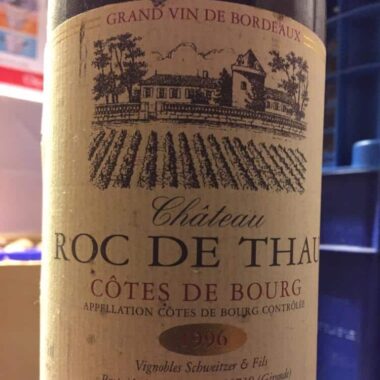 GRAND VIN DE BORDEAUX
Château
ROC DE THAU
CÔTES DE BOURG
APPELLATION CÔTES DE BOURG CONTRÔLÉE
1996
Vignobles Schweitzer & Fils
(Gironde)